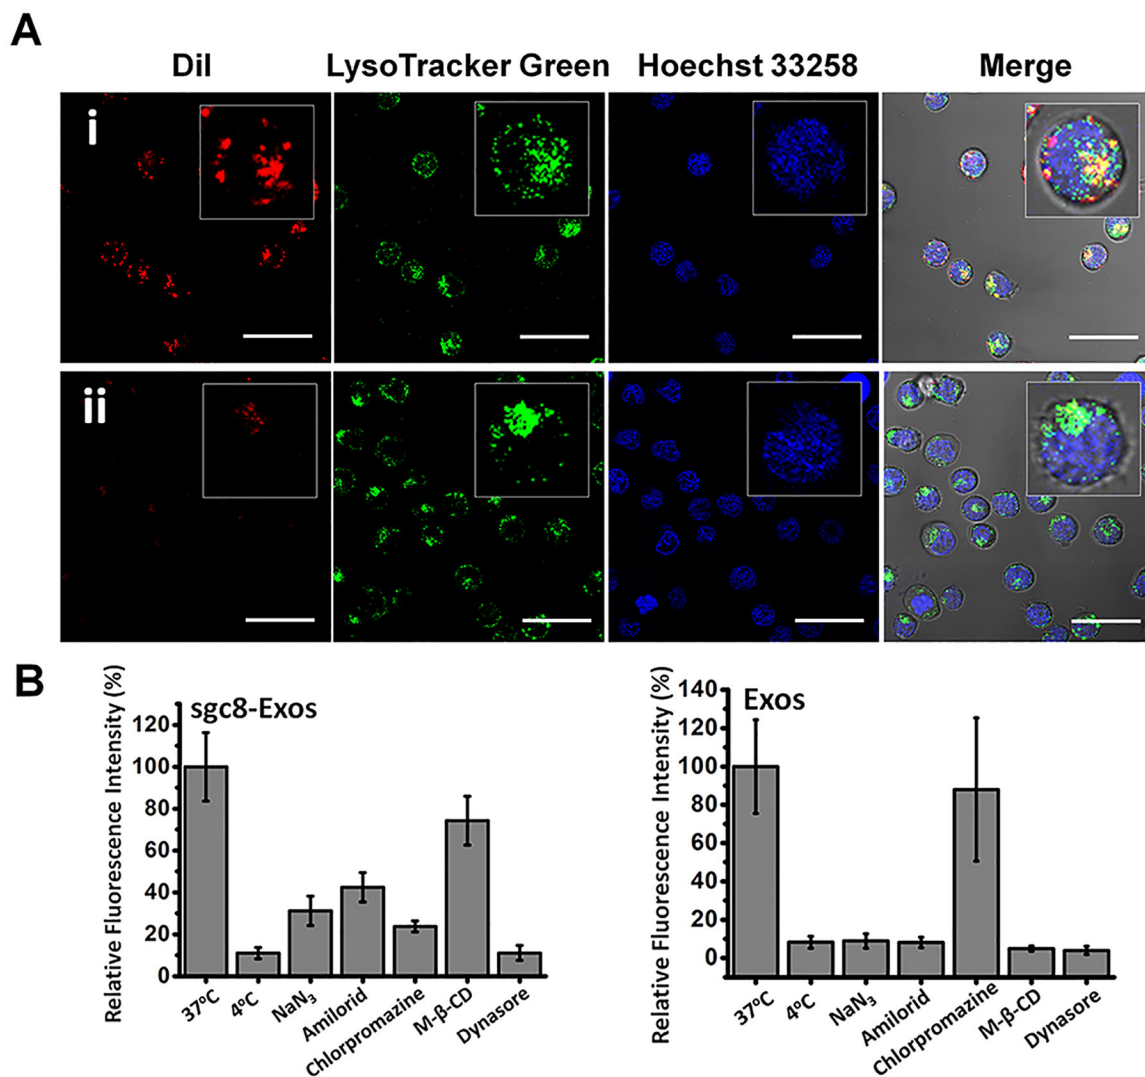 A
DiI LysoTracker Green Hoechst 33258 Merge
i
ii
B
sgc8-Exos
Relative Fluorescence Intensity (%)
120
100
80
60
40
20
0
37°C 4°C NaN₃ Amilorid Chlorpromazine M-β-CD Dynasore
Exos
Relative Fluorescence Intensity (%)
140
120
100
80
60
40
20
0
37°C 4°C NaN₃ Amilorid Chlorpromazine M-β-CD Dynasore